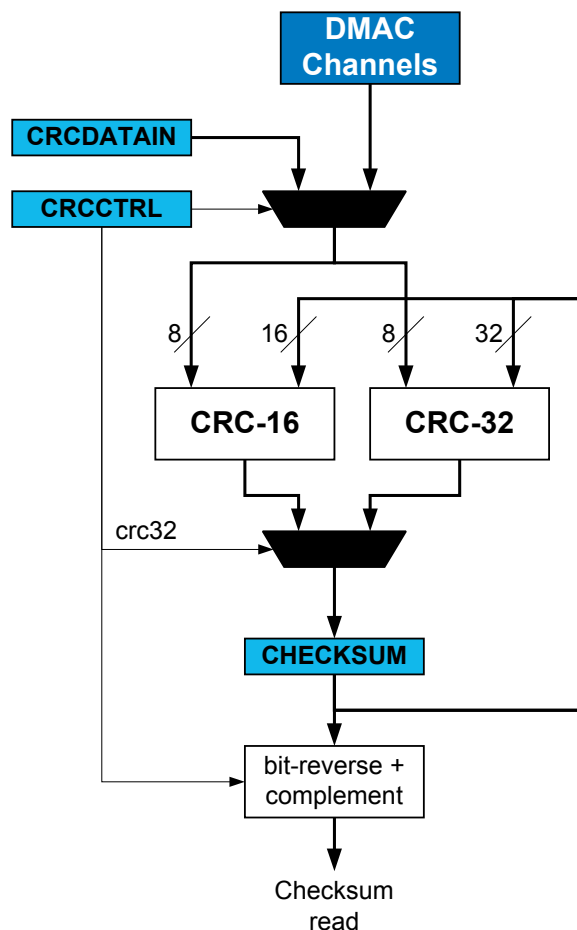 DMAC
Channels
CRCDATAIN
CRCCTRL
8
16
8
32
CRC-16
CRC-32
crc32
CHECKSUM
bit-reverse +
complement
Checksum
read